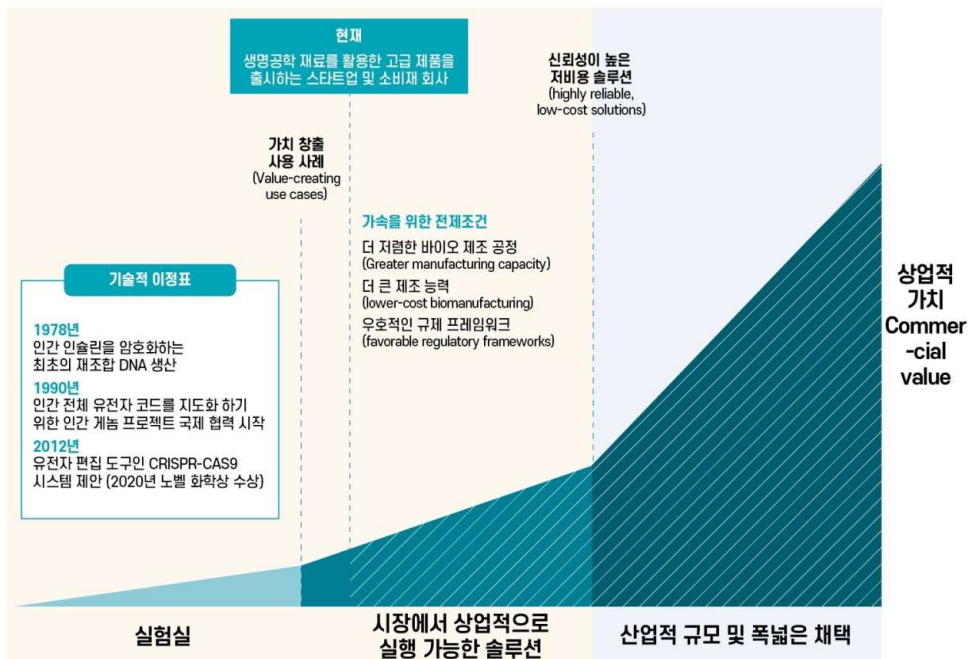 현재
생명공학 재료를 활용한 고급 제품을
출시하는 스타트업 및 소비재 회사
신뢰성이 높은
저비용 솔루션
(highly reliable,
low-cost solutions)
가치 창출
사용 사례
(Value-creating
use cases)
가속을 위한 전제조건
더 저렴한 바이오 제조 공정
(Greater manufacturing capacity)
더 큰 제조 능력
(lower-cost biomanufacturing)
우호적인 규제 프레임워크
(favorable regulatory frameworks)
기술적 이정표
1978년
인간 인슐린을 암호화하는
최초의 재조합 DNA 생산
1990년
인간 전체 유전자 코드를 지도화 하기
위한 인간 게놈 프로젝트 국제 협력 시작
2012년
유전자 편집 도구인 CRISPR-CAS9
시스템 제안 (2020년 노벨 화학상 수상)
상업적
가치
Commer
-cial
value
실험실
시장에서 상업적으로
실행 가능한 솔루션
산업적 규모 및 폭넓은 채택